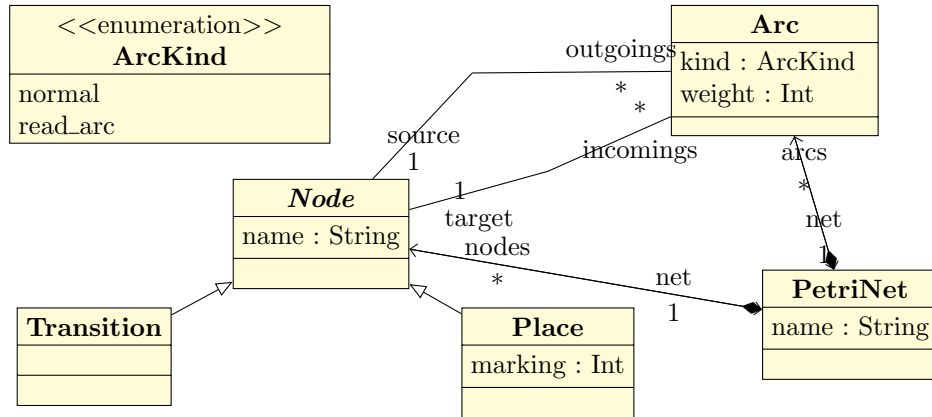 <<enumeration>>
ArcKind
normal
read_arc
Arc
kind : ArcKind
weight : Int
outgoings
*
*
source
1
incomings
1
target
arcs
*
net
1
Node
name : String
nodes
*
net
1
PetriNet
name : String
Transition
Place
marking : Int